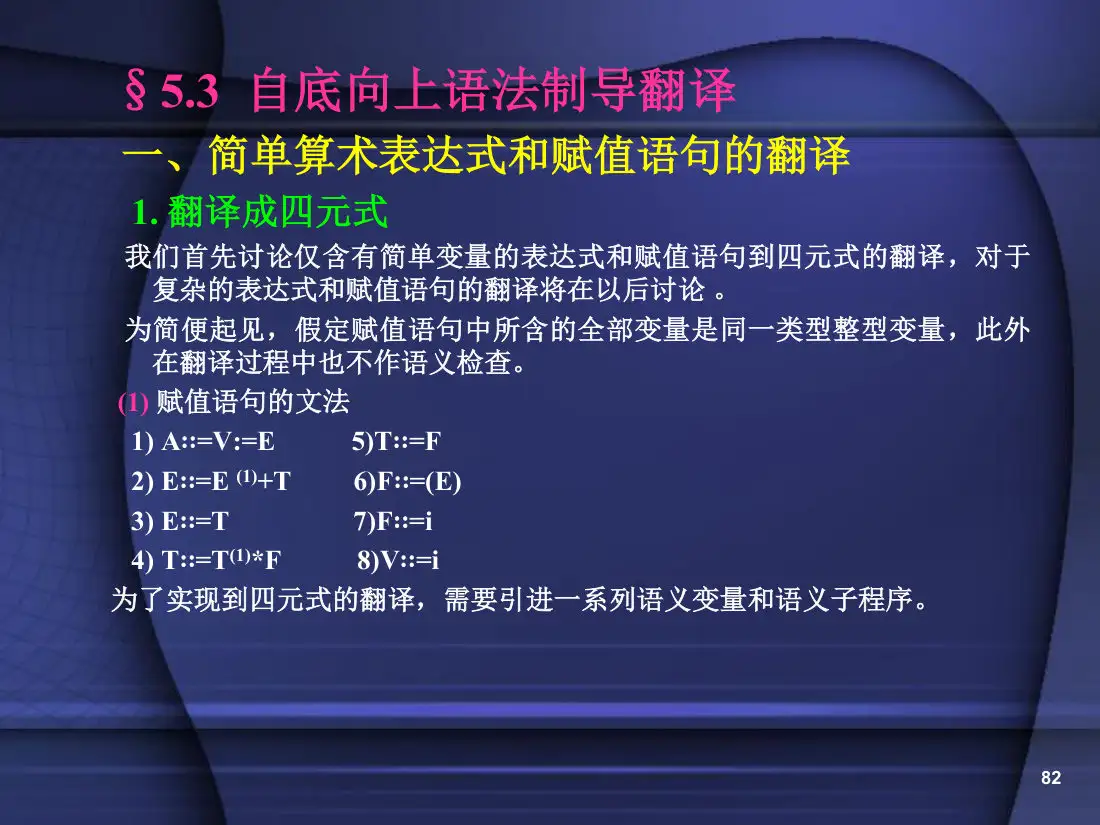 §5.3 自底向上语法制导翻译
一、简单算术表达式和赋值语句的翻译
1. 翻译成四元式
我们首先讨论仅含有简单变量的表达式和赋值语句到四元式的翻译，对于
复杂的表达式和赋值语句的翻译将在以后讨论 。
为简便起见，假定赋值语句中所含的全部变量是同一类型整型变量，此外
在翻译过程中也不作语义检查。
(1) 赋值语句的文法
1) A∷=V:=E 5)T∷=F
2) E∷=E (1)+T 6)F∷=(E)
3) E∷=T 7)F∷=i
4) T∷=T(1)*F 8)V∷=i
为了实现到四元式的翻译，需要引进一系列语义变量和语义子程序。
82